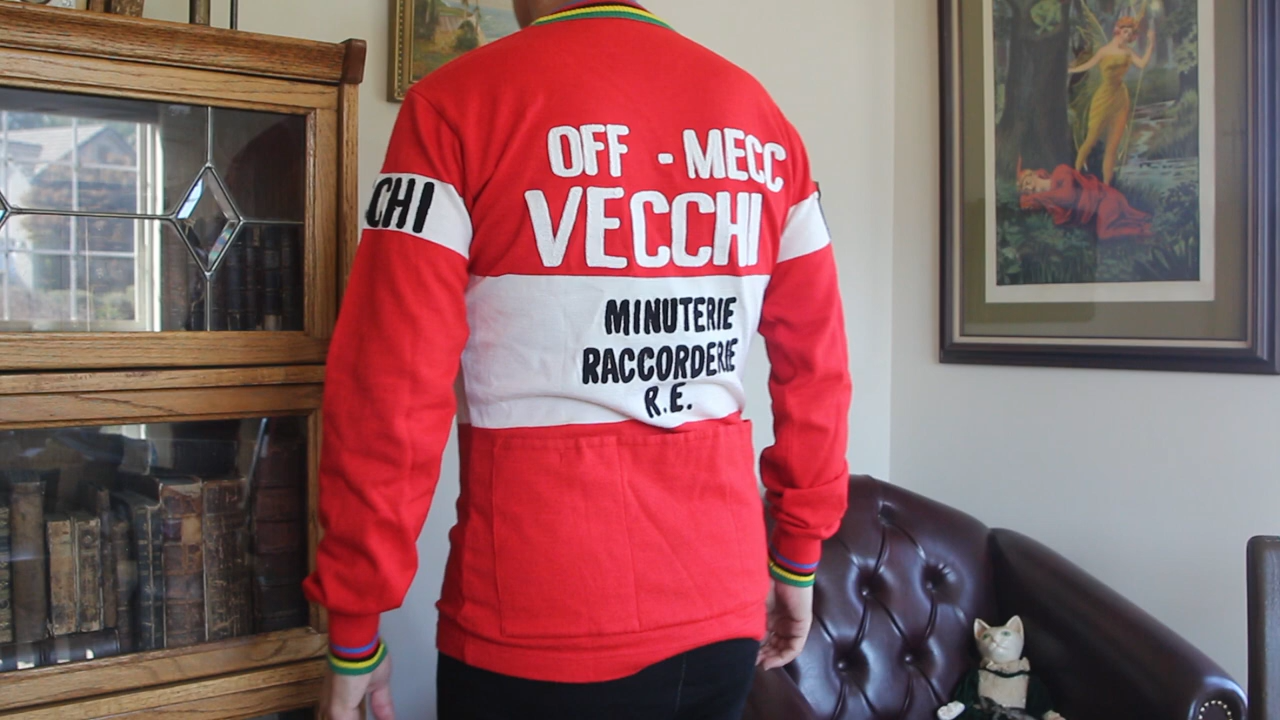 OFF - MECC
VECCHI
CHI
MINUTERIE
RACCORDERIE
R.E.